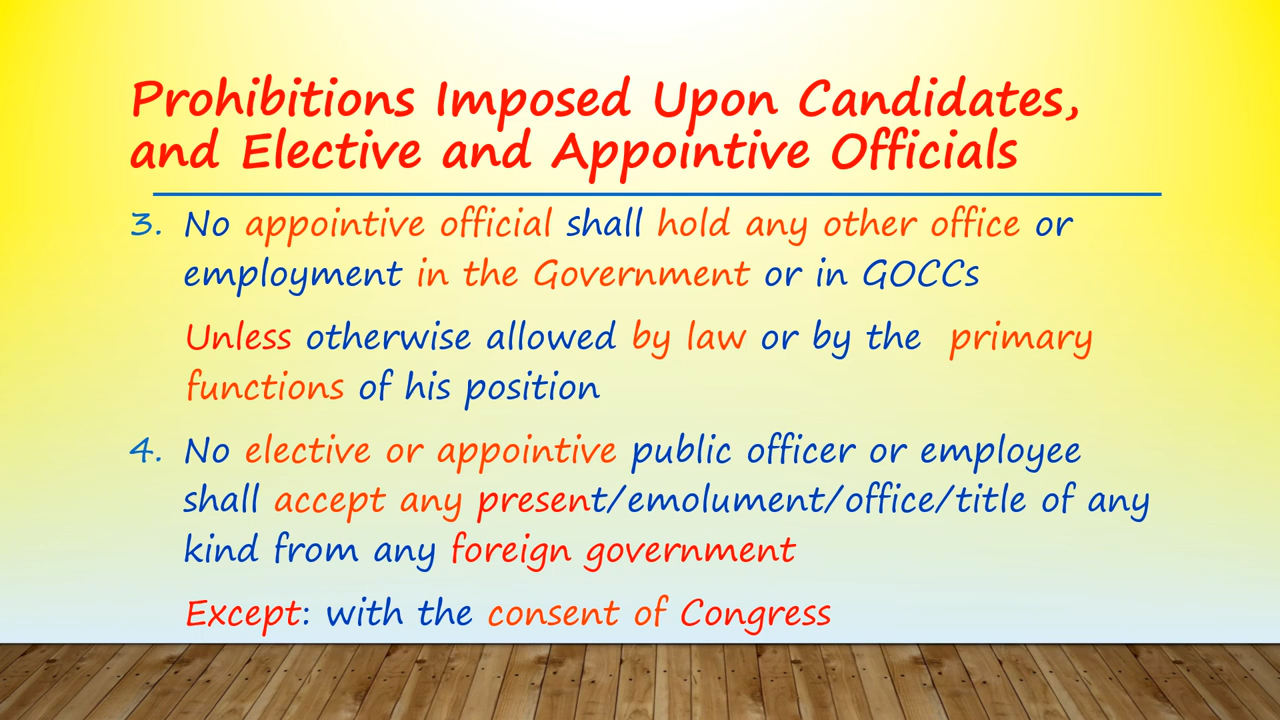 Prohibitions Imposed Upon Candidates,
and Elective and Appointive Officials
3. No appointive official shall hold any other office or
employment in the Government or in GOCCs
Unless otherwise allowed by law or by the primary
functions of his position
4. No elective or appointive public officer or employee
shall accept any present/emolument/office/title of any
kind from any foreign government
Except: with the consent of Congress